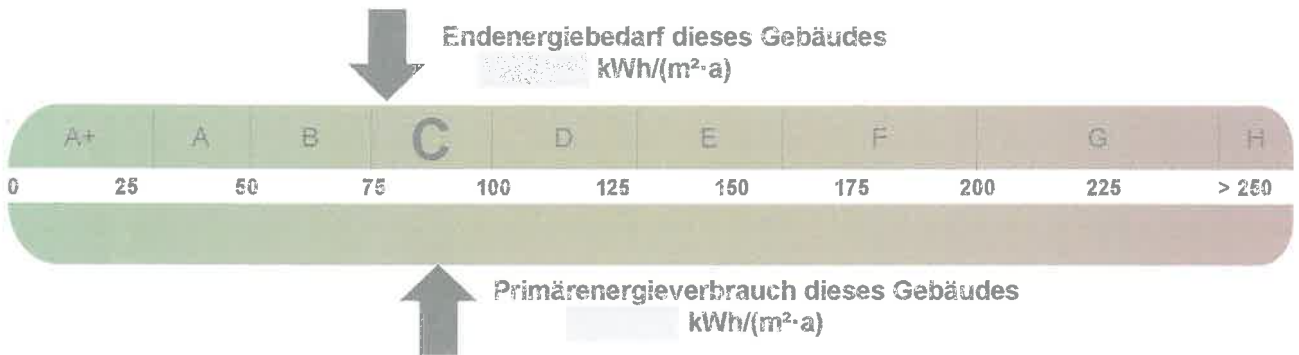 Endenergiebedarf dieses Gebäudes
kWh/(m²·a)
A+ A B C D E F G H
0 25 50 75 100 125 150 175 200 225 > 250
Primärenergieverbrauch dieses Gebäudes
kWh/(m²·a)